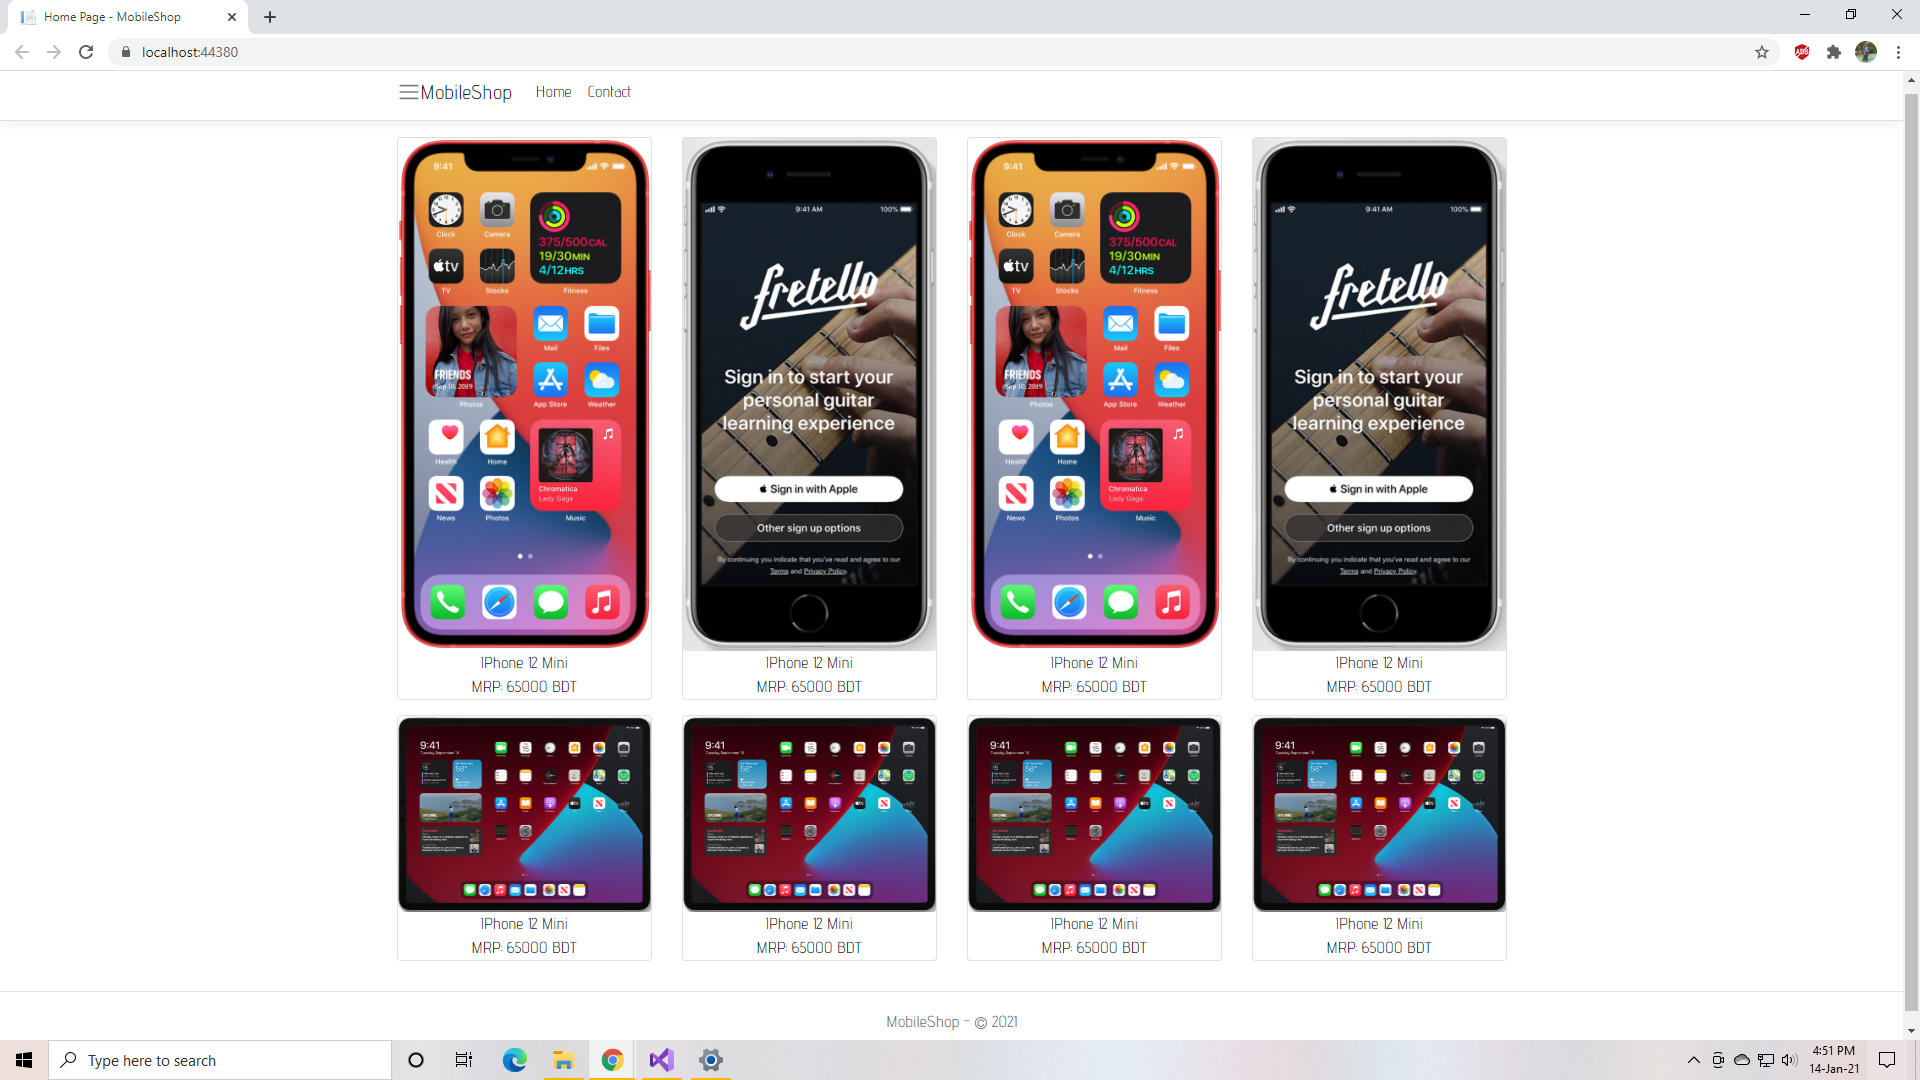 Home Page - MobileShop
localhost:44380
MobileShop Home Contact
9:41
Clock Camera
375/500CAL
19/30MIN
4/12HRS
TV Stocks Fitness
FRIENDS
Sep 10, 2019
Mail Files
Photos App Store Weather
Health Home
Chromatica
Lady Gaga
News Photos Music
9:41 AM 100%
fretello
Sign in to start your
personal guitar
learning experience
Sign in with Apple
Other sign up options
By continuing you indicate that you've read and agree to our
Terms and Privacy Policy.
9:41
Clock Camera
375/500CAL
19/30MIN
4/12HRS
TV Stocks Fitness
FRIENDS
Sep 10, 2019
Mail Files
Photos App Store Weather
Health Home
Chromatica
Lady Gaga
News Photos Music
9:41 AM 100%
fretello
Sign in to start your
personal guitar
learning experience
Sign in with Apple
Other sign up options
By continuing you indicate that you've read and agree to our
Terms and Privacy Policy.
IPhone 12 Mini IPhone 12 Mini IPhone 12 Mini IPhone 12 Mini
MRP: 65000 BDT MRP: 65000 BDT MRP: 65000 BDT MRP: 65000 BDT
9:41 9:41 9:41 9:41
IPhone 12 Mini IPhone 12 Mini IPhone 12 Mini IPhone 12 Mini
MRP: 65000 BDT MRP: 65000 BDT MRP: 65000 BDT MRP: 65000 BDT
MobileShop - © 2021
Type here to search
4:51 PM
14-Jan-21